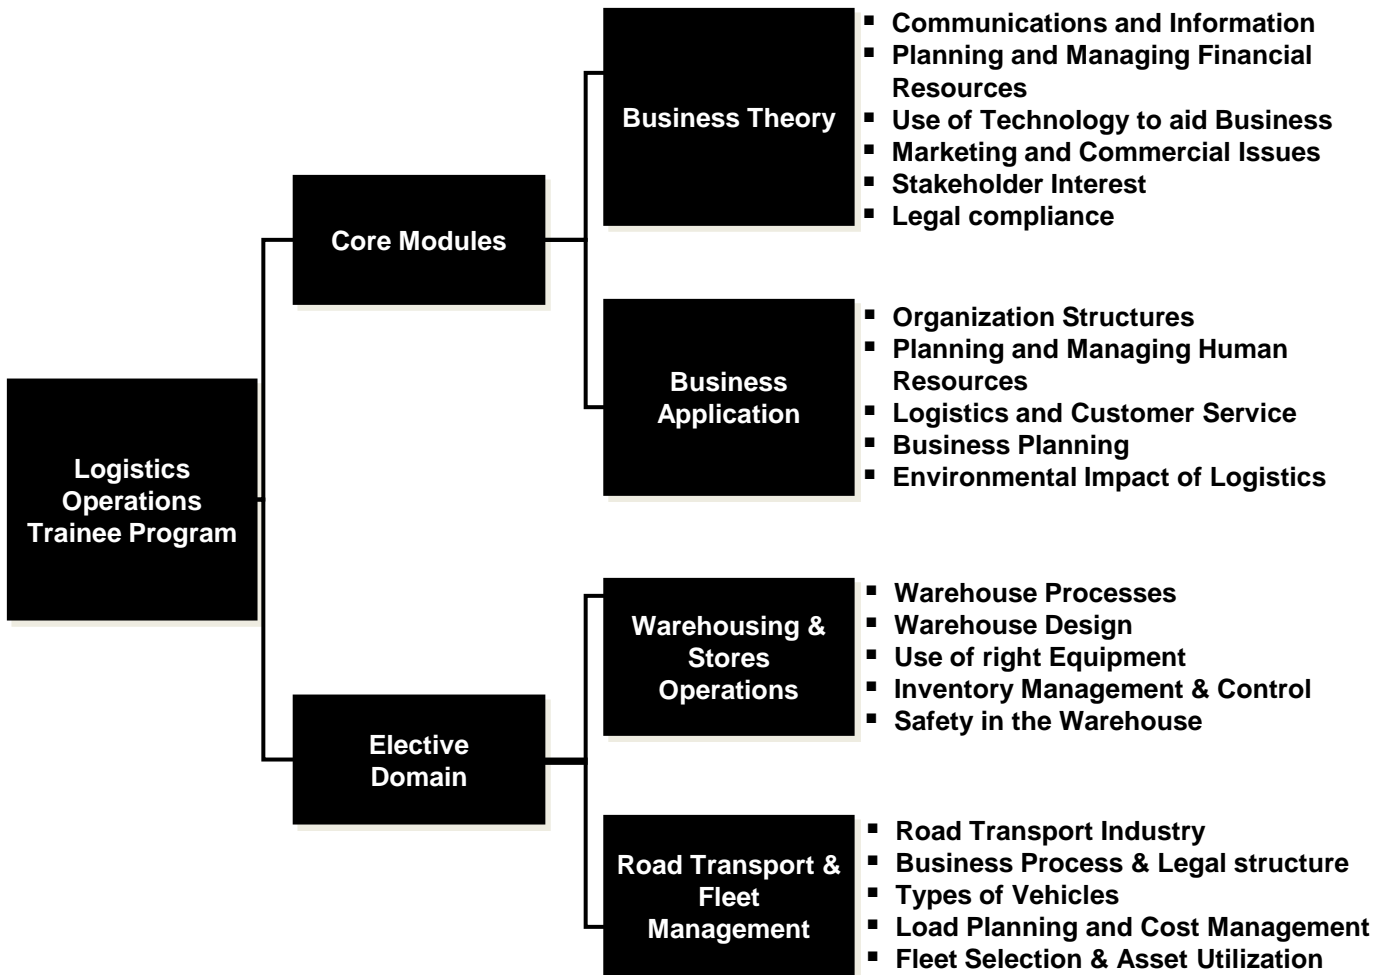 Logistics
Operations
Trainee Program
Core Modules
Business Theory
▪ Communications and Information
▪ Planning and Managing Financial
Resources
▪ Use of Technology to aid Business
▪ Marketing and Commercial Issues
▪ Stakeholder Interest
▪ Legal compliance
Business
Application
▪ Organization Structures
▪ Planning and Managing Human
Resources
▪ Logistics and Customer Service
▪ Business Planning
▪ Environmental Impact of Logistics
Elective
Domain
Warehousing &
Stores
Operations
▪ Warehouse Processes
▪ Warehouse Design
▪ Use of right Equipment
▪ Inventory Management & Control
▪ Safety in the Warehouse
Road Transport &
Fleet
Management
▪ Road Transport Industry
▪ Business Process & Legal structure
▪ Types of Vehicles
▪ Load Planning and Cost Management
▪ Fleet Selection & Asset Utilization